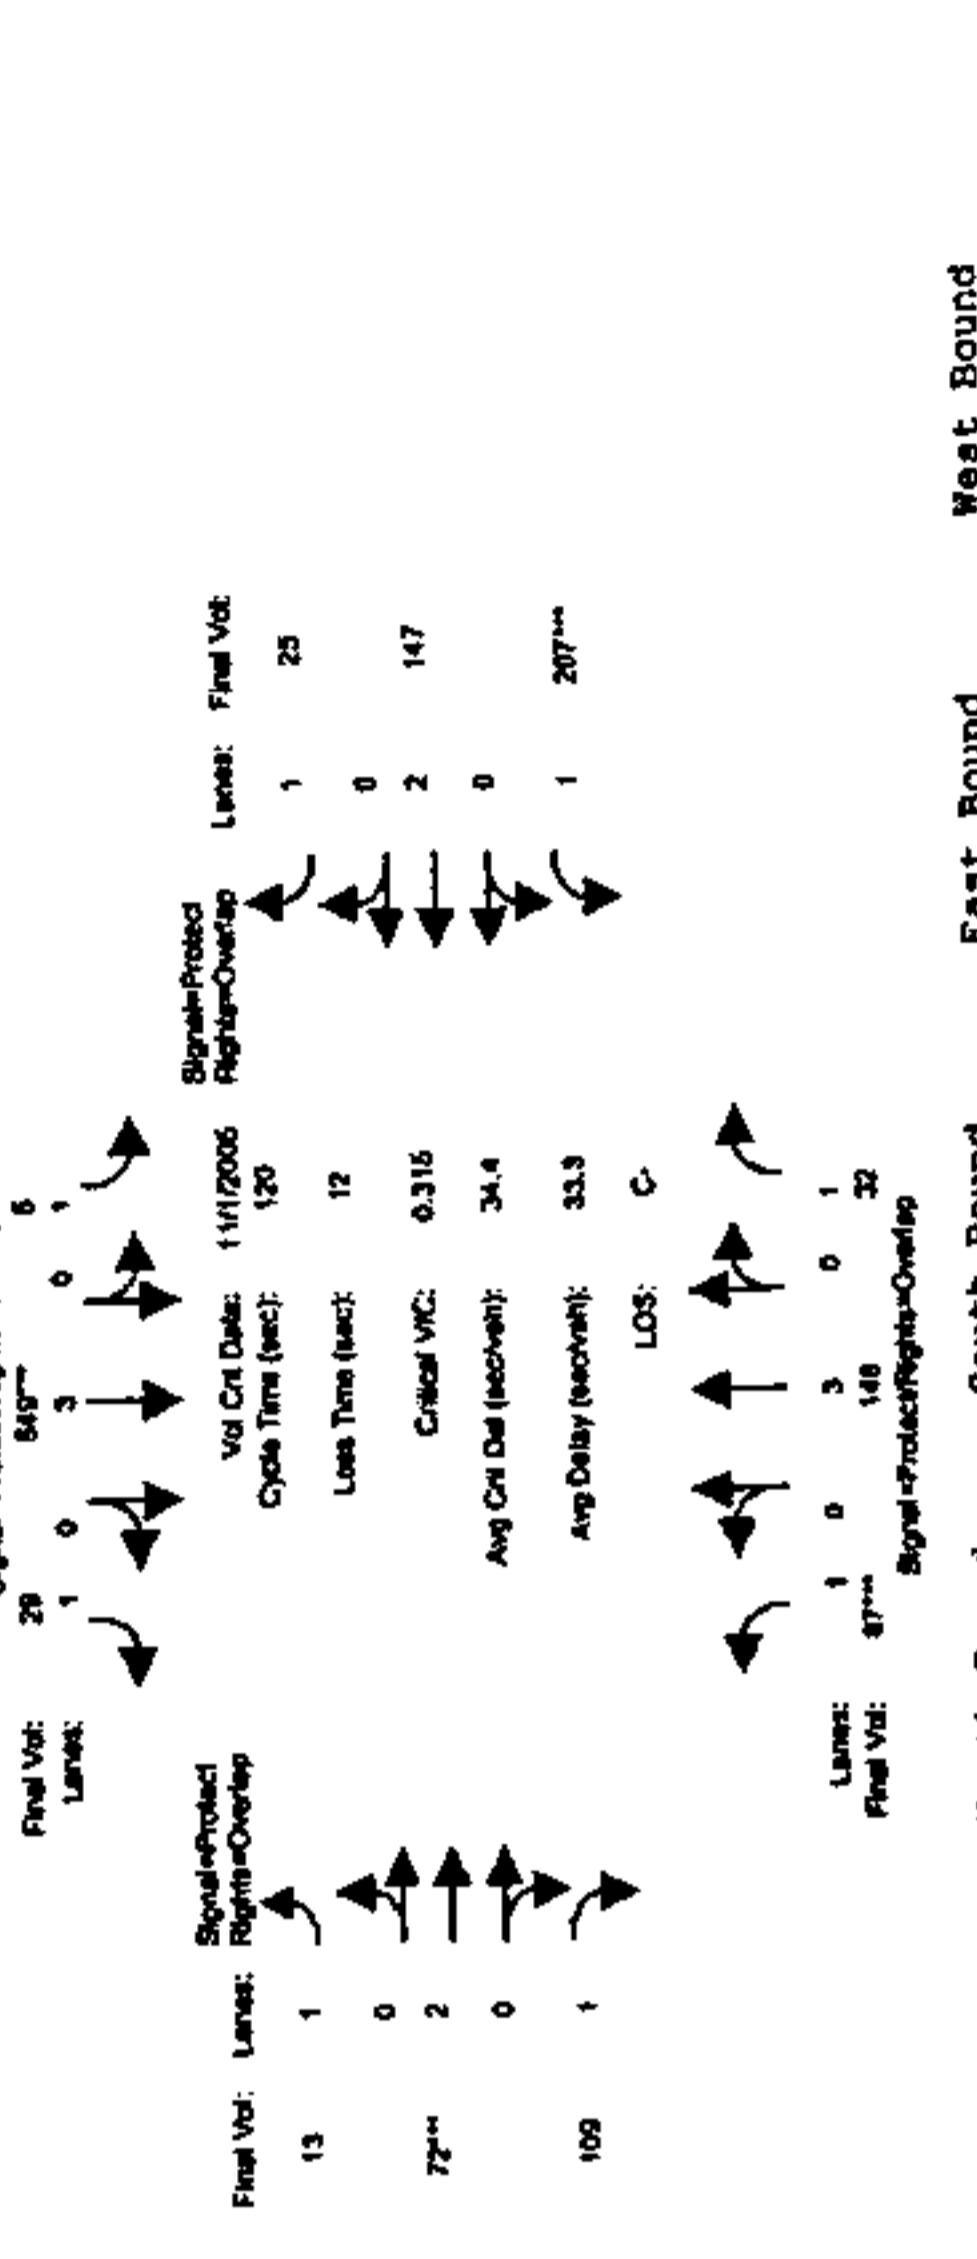 Final Vol: 29 6
Lanes: 1 0 3 0 1
Signal=Protect
Rights=Overlap
Signal=Protect
Rights=Overlap
Final Vol: Lanes:
Vol Cnt Date: 11/1/2006
Lanes: Final Vol:
Cycle Time (sec): 120
13 1
1 25
Loss Time (sec): 12
0
0
Critical V/C: 0.315
72*** 2
2 147
Avg Crit Del (sec/veh): 34.4
0
0
Avg Delay (sec/veh): 33.3
109 1
1 207***
LOS:
Lanes: 1 0 3 0 1
Final Vol: 148 32
Signal=Protect/Rights=Overlap
East Bound West Bound